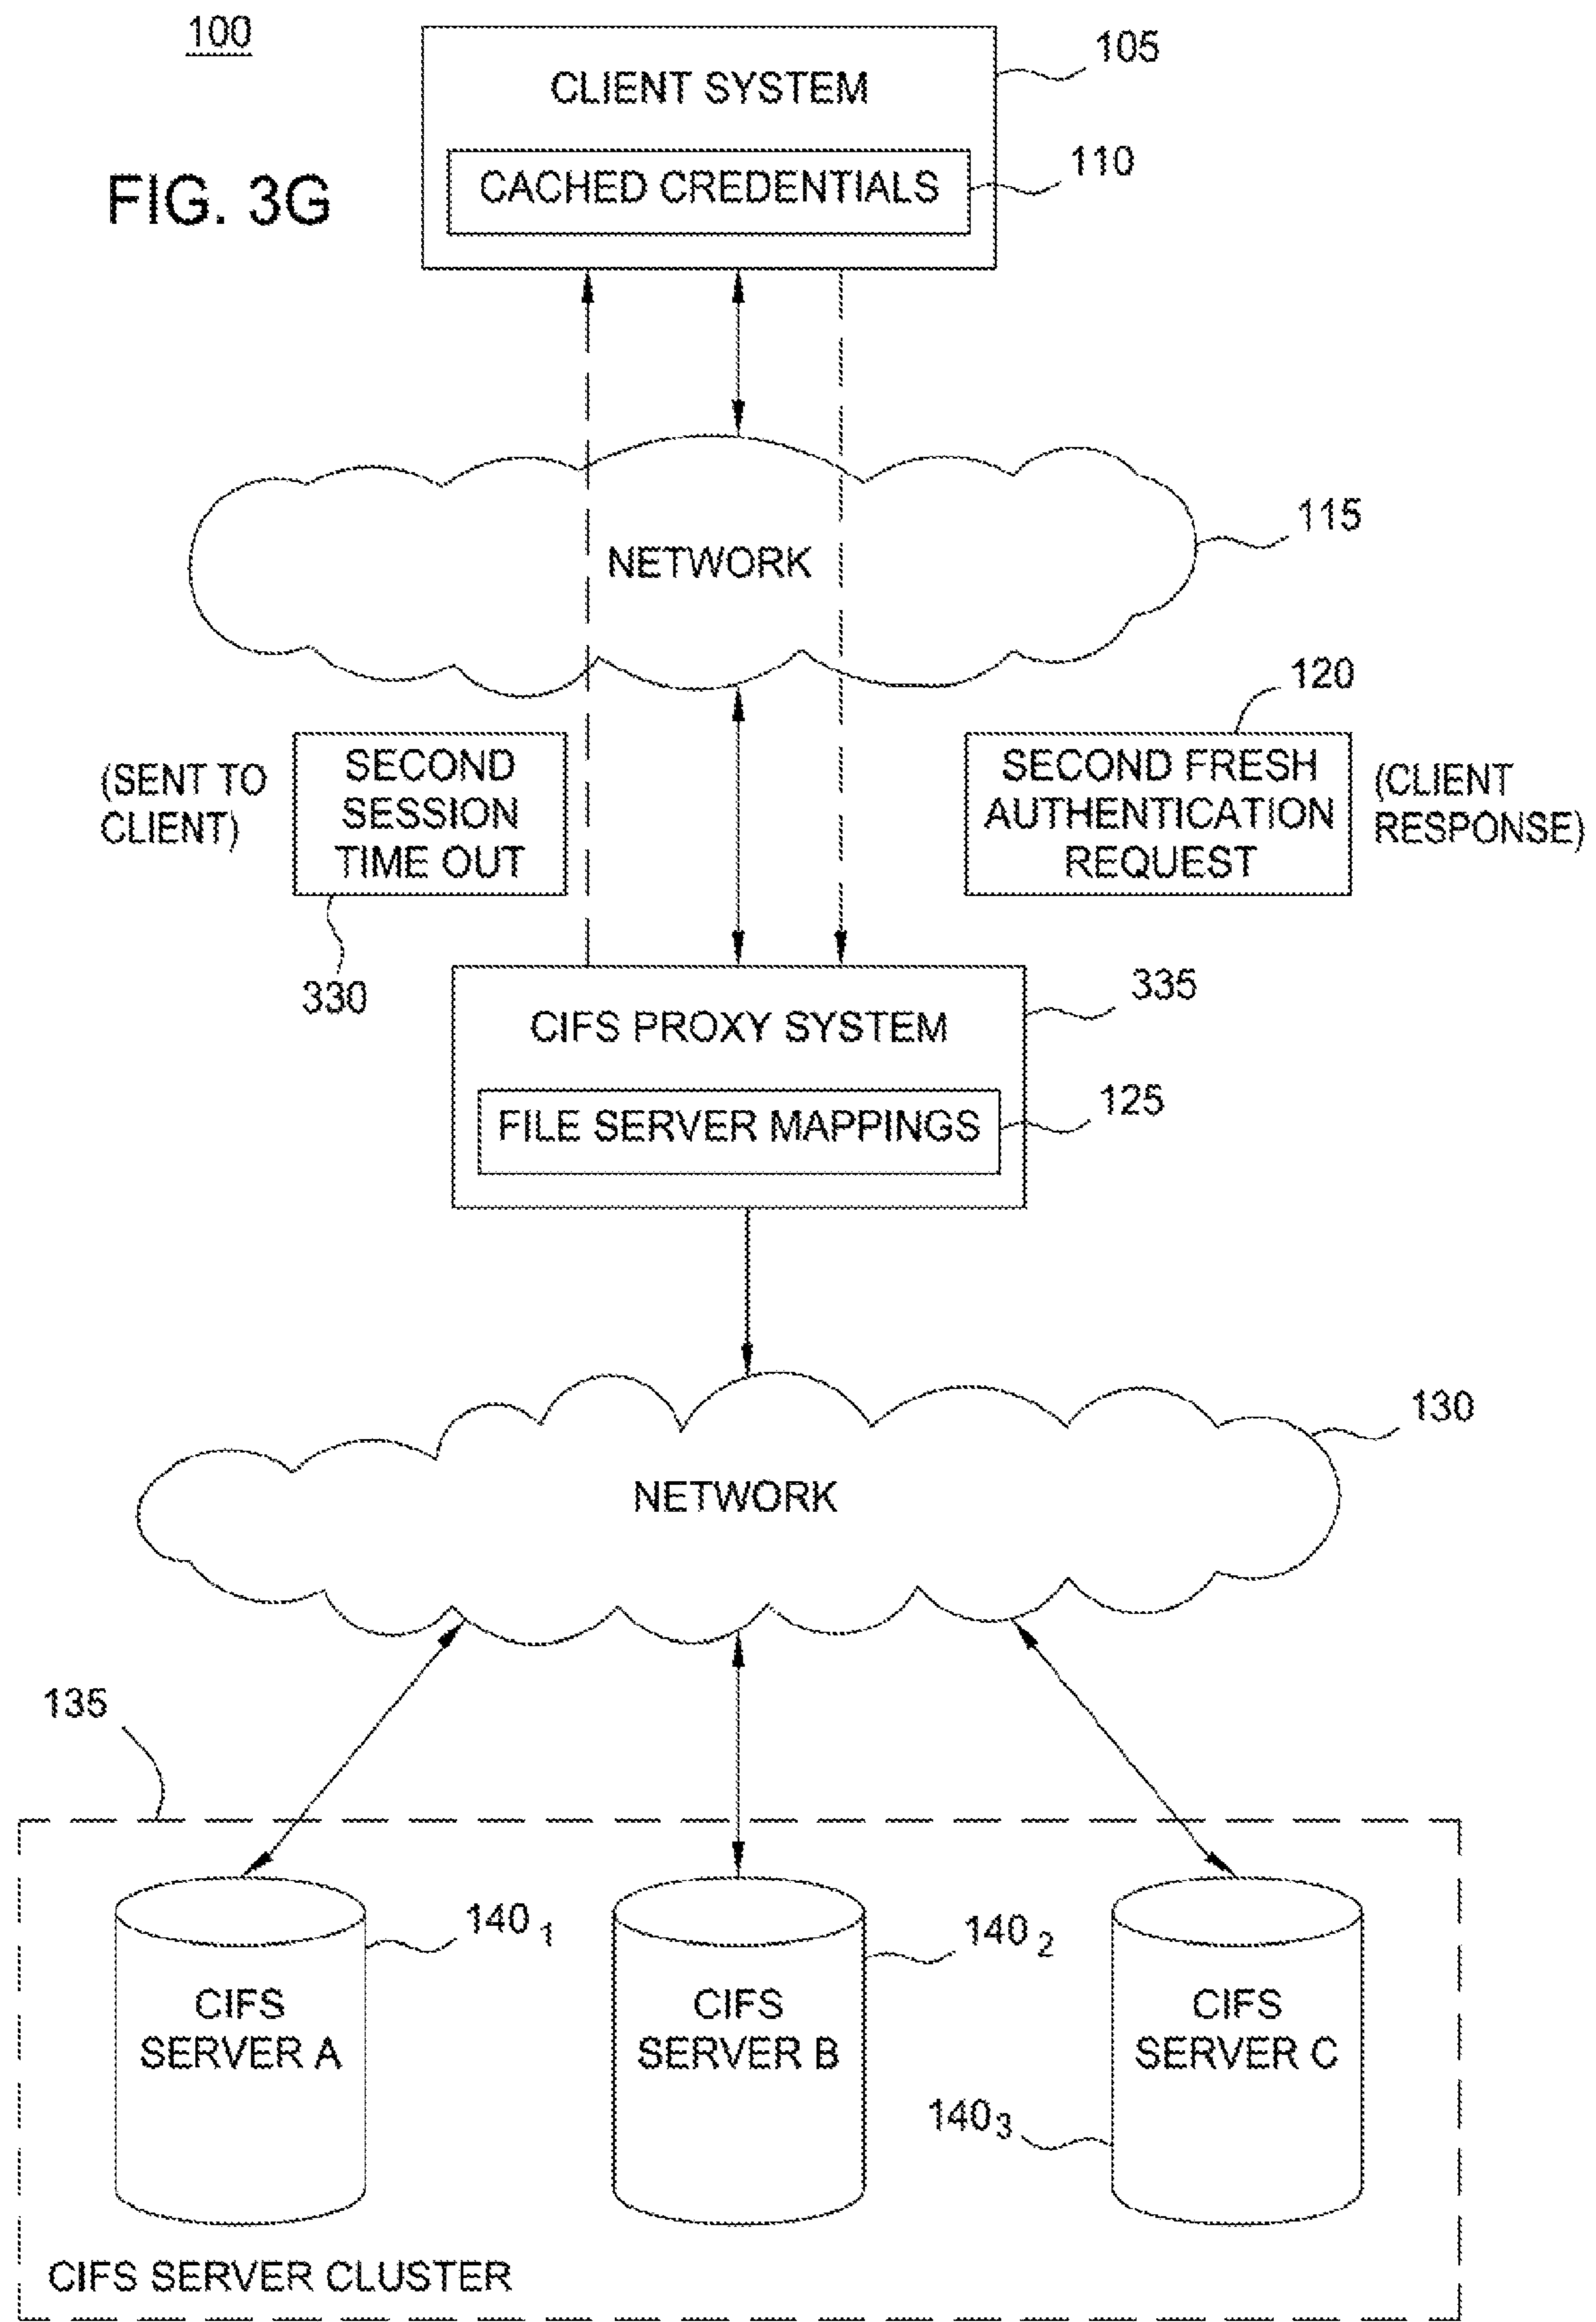 100
105
CLIENT SYSTEM
110
CACHED CREDENTIALS
FIG. 3G
115
NETWORK
120
(SENT TO
CLIENT)
SECOND
SESSION
TIME OUT
SECOND FRESH
AUTHENTICATION
REQUEST
(CLIENT
RESPONSE)
330
335
CIFS PROXY SYSTEM
125
FILE SERVER MAPPINGS
130
NETWORK
135
140 1
140 2
CIFS
SERVER A
CIFS
SERVER B
CIFS
SERVER C
140 3
CIFS SERVER CLUSTER